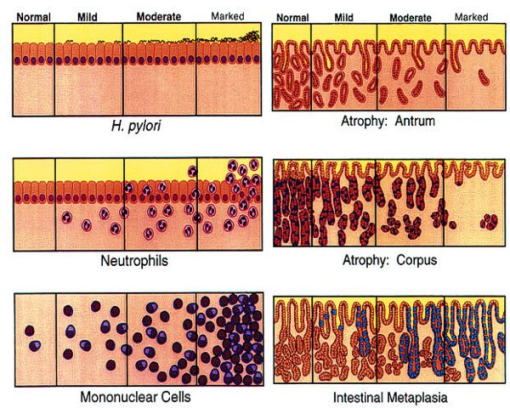 Normal Mild Moderate Marked
H. pylori
Neutrophils
Mononuclear Cells
Normal Mild Moderate Marked
Atrophy: Antrum
Atrophy: Corpus
Intestinal Metaplasia